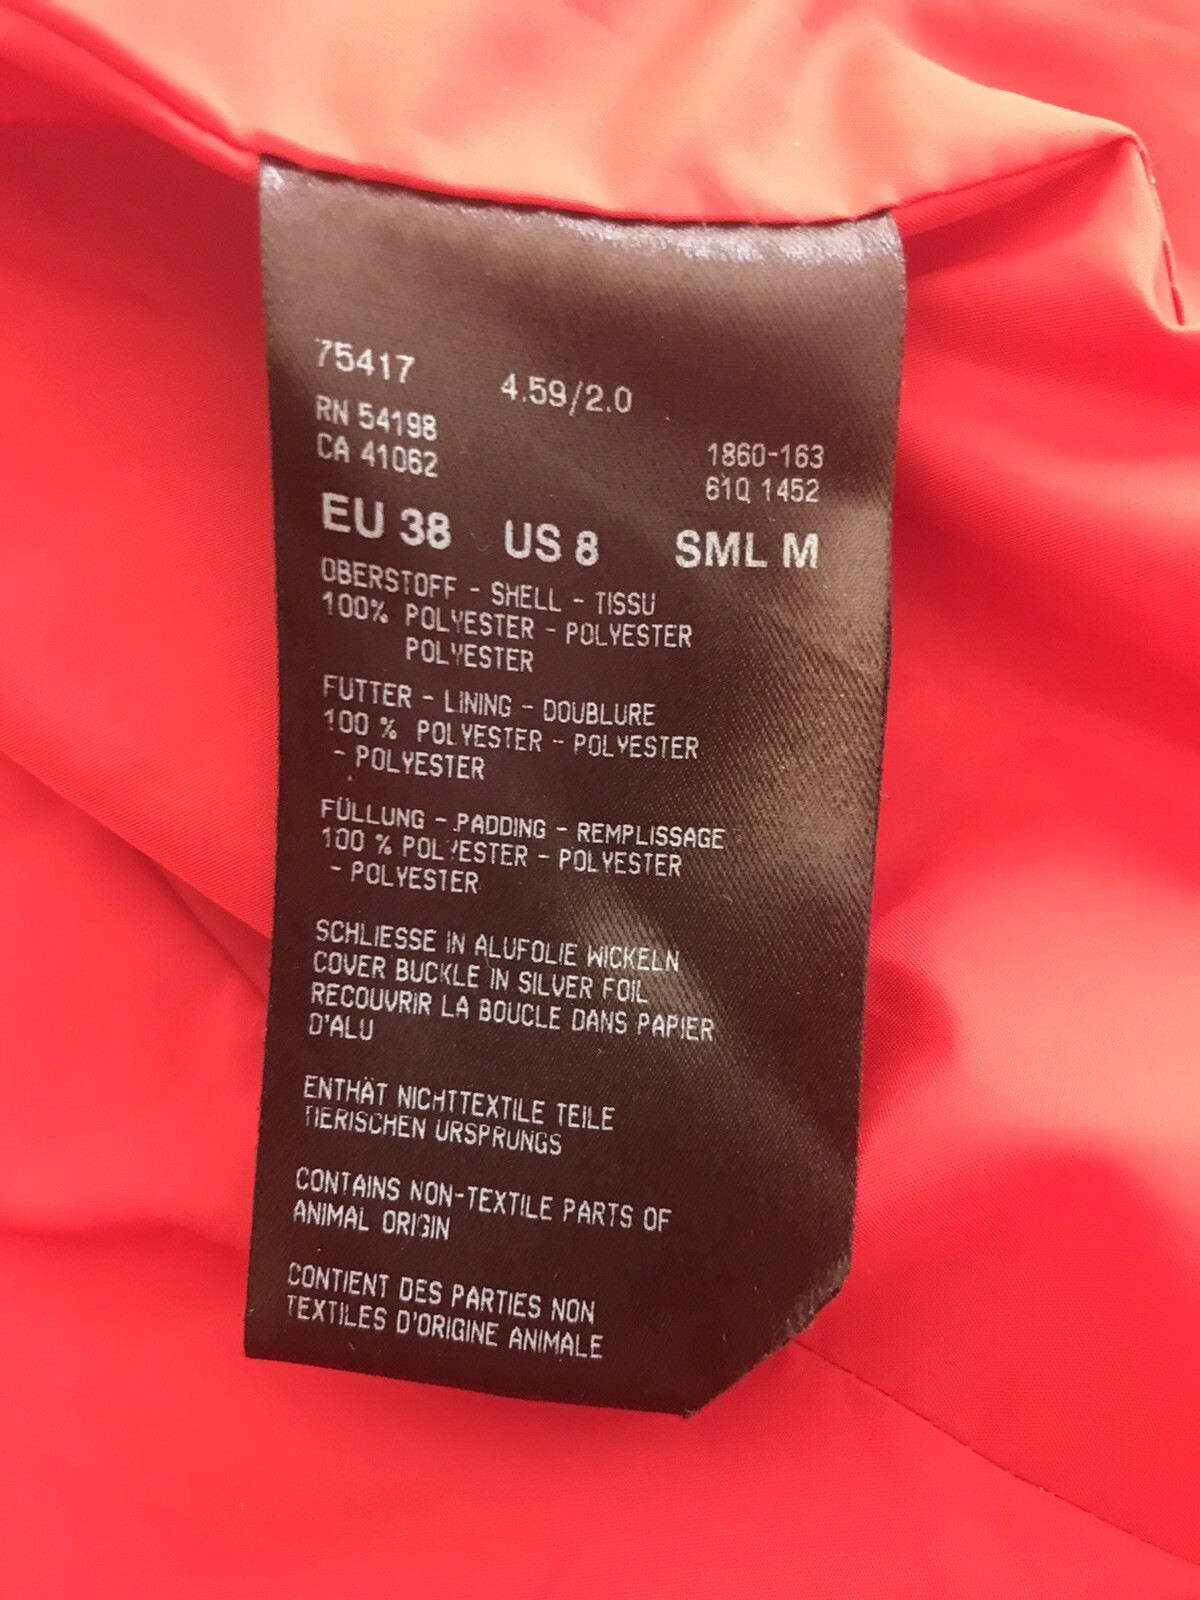 75417
4.59/2.0
RN 54198
CA 41062
1860-163
61Q 1452
EU 38 US 8 SML M
OBERSTOFF - SHELL - TISSU
100% POLYESTER - POLYESTER
POLYESTER
FUTTER - LINING - DOUBLURE
100 % POLYESTER - POLYESTER
- POLYESTER
FÜLLUNG - PADDING - REMPLISSAGE
100 % POLYESTER - POLYESTER
- POLYESTER
SCHLIESSE IN ALUFOLIE WICKELN
COVER BUCKLE IN SILVER FOIL
RECOUVRIR LA BOUCLE DANS PAPIER
D'ALU
ENTHÄT NICHTTEXTILE TEILE
TIERISCHEN URSPRUNGS
CONTAINS NON-TEXTILE PARTS OF
ANIMAL ORIGIN
CONTIENT DES PARTIES NON
TEXTILES D'ORIGINE ANIMALE